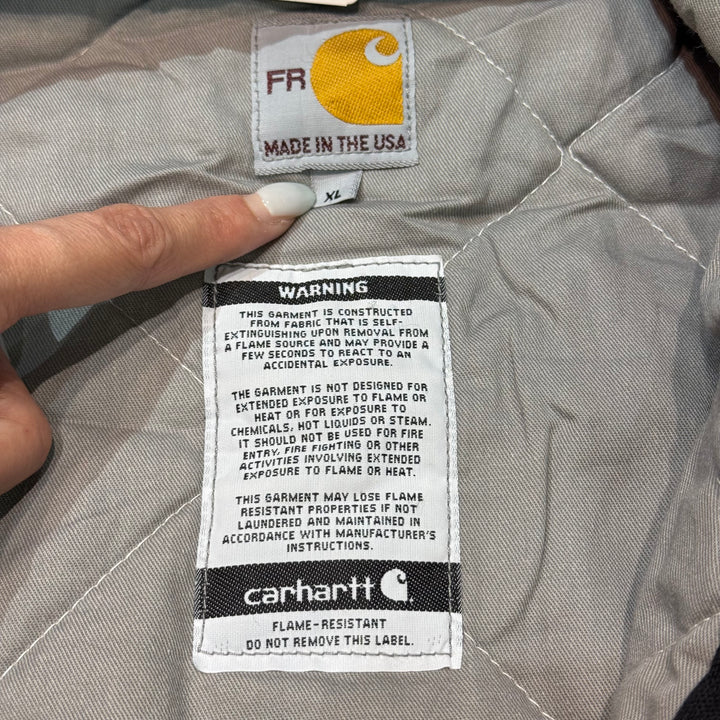 FR
MADE IN THE USA
XL
WARNING
THIS GARMENT IS CONSTRUCTED
FROM FABRIC THAT IS SELF-
EXTINGUISHING UPON REMOVAL FROM
A FLAME SOURCE AND MAY PROVIDE A
FEW SECONDS TO REACT TO AN
ACCIDENTAL EXPOSURE.
THE GARMENT IS NOT DESIGNED FOR
EXTENDED EXPOSURE TO FLAME OR
HEAT OR FOR EXPOSURE TO
CHEMICALS, HOT LIQUIDS OR STEAM.
IT SHOULD NOT BE USED FOR FIRE
ENTRY, FIRE FIGHTING OR OTHER
ACTIVITIES INVOLVING EXTENDED
EXPOSURE TO FLAME OR HEAT.
THIS GARMENT MAY LOSE FLAME
RESISTANT PROPERTIES IF NOT
LAUNDERED AND MAINTAINED IN
ACCORDANCE WITH MANUFACTURER'S
INSTRUCTIONS.
carhartt
FLAME-RESISTANT
DO NOT REMOVE THIS LABEL.